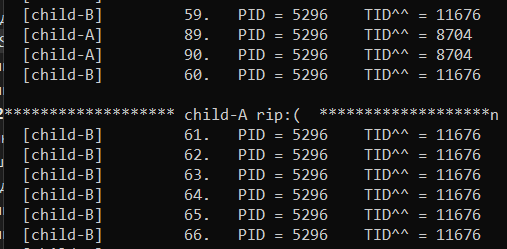 [child-B] 59. PID = 5296 TID^^ = 11676
[child-A] 89. PID = 5296 TID^^ = 8704
[child-A] 90. PID = 5296 TID^^ = 8704
[child-B] 60. PID = 5296 TID^^ = 11676
******************* child-A rip:( *******************n
[child-B] 61. PID = 5296 TID^^ = 11676
[child-B] 62. PID = 5296 TID^^ = 11676
[child-B] 63. PID = 5296 TID^^ = 11676
[child-B] 64. PID = 5296 TID^^ = 11676
[child-B] 65. PID = 5296 TID^^ = 11676
[child-B] 66. PID = 5296 TID^^ = 11676